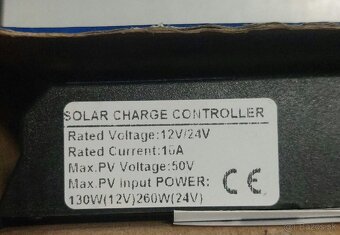 SOLAR CHARGE CONTROLLER
Rated Voltage:12V/24V
Rated Current:10A
Max.PV Voltage:50V
Max.PV input POWER:
130W(12V)260W(24V)
CE